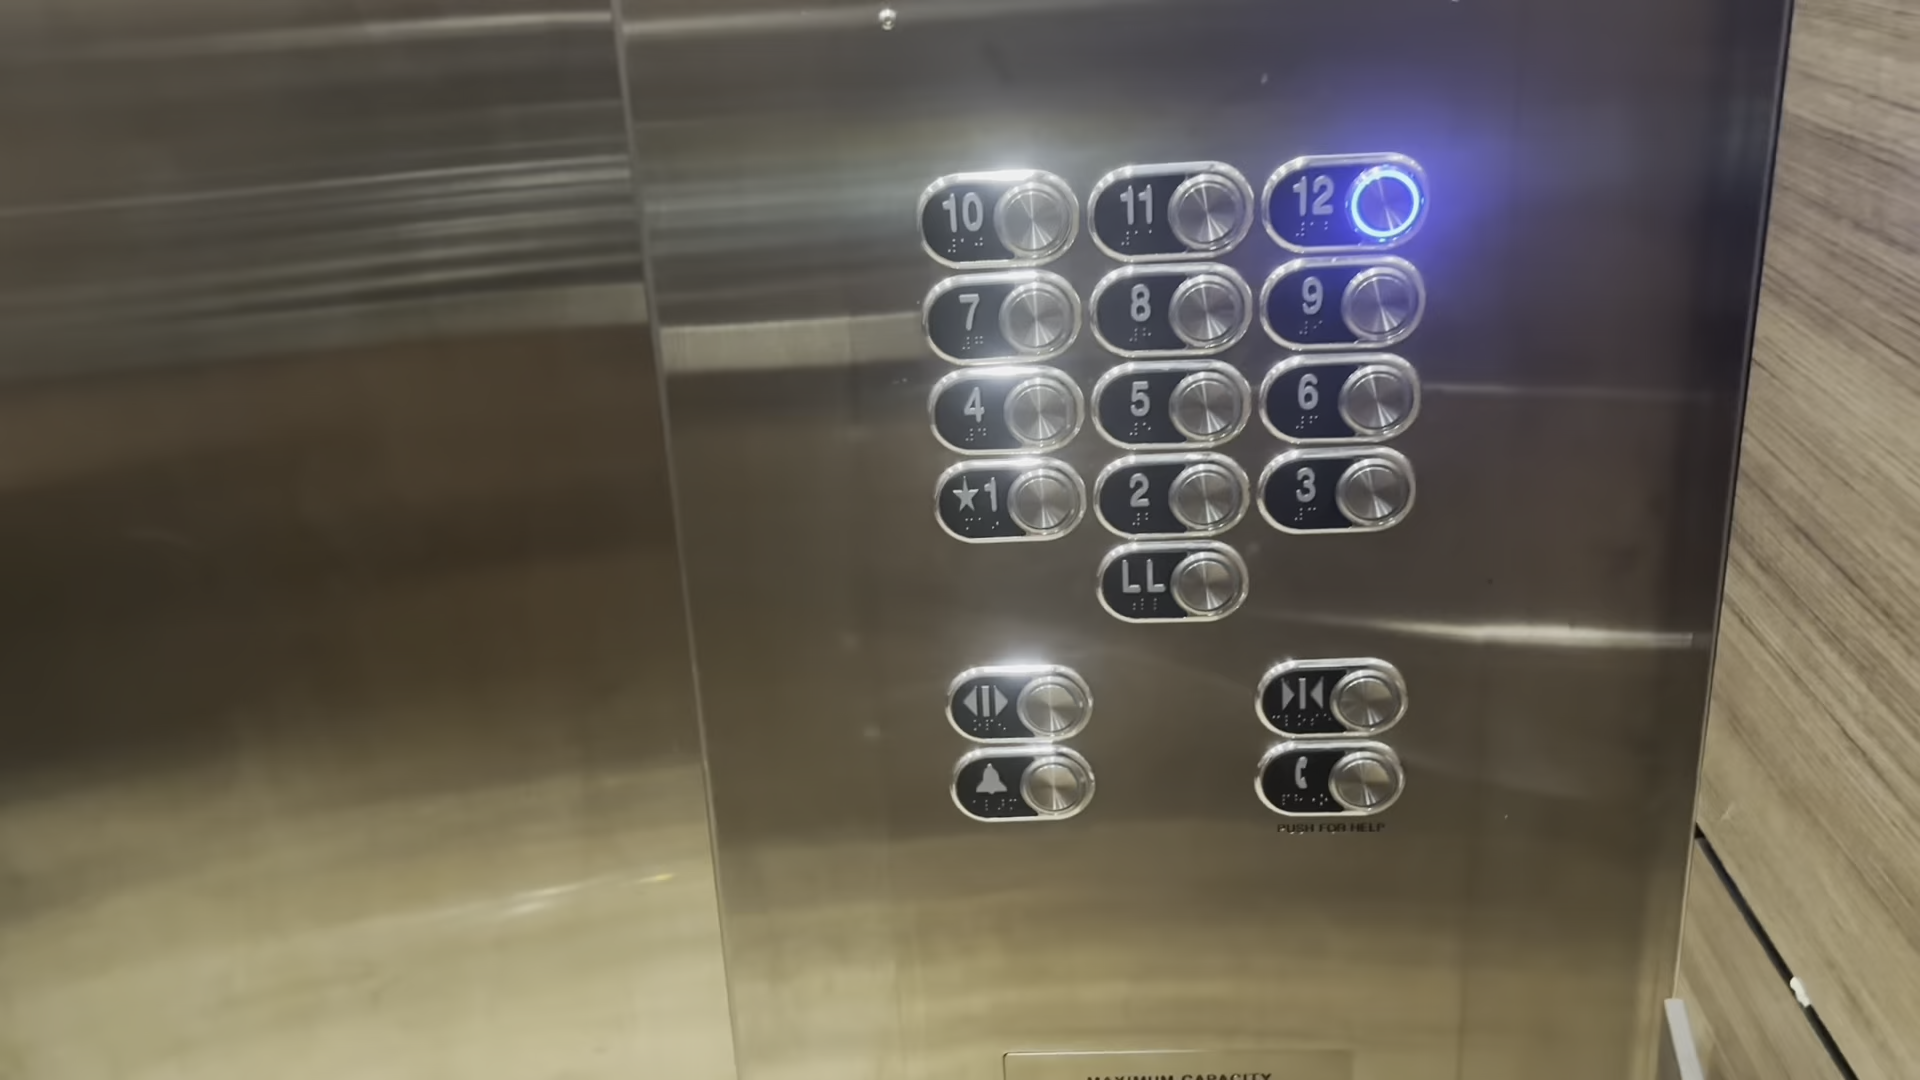 10 11 12
7 8 9
4 5 6
★1 2 3
LL
PUSH FOR HELP
MAXIMUM CAPACITY